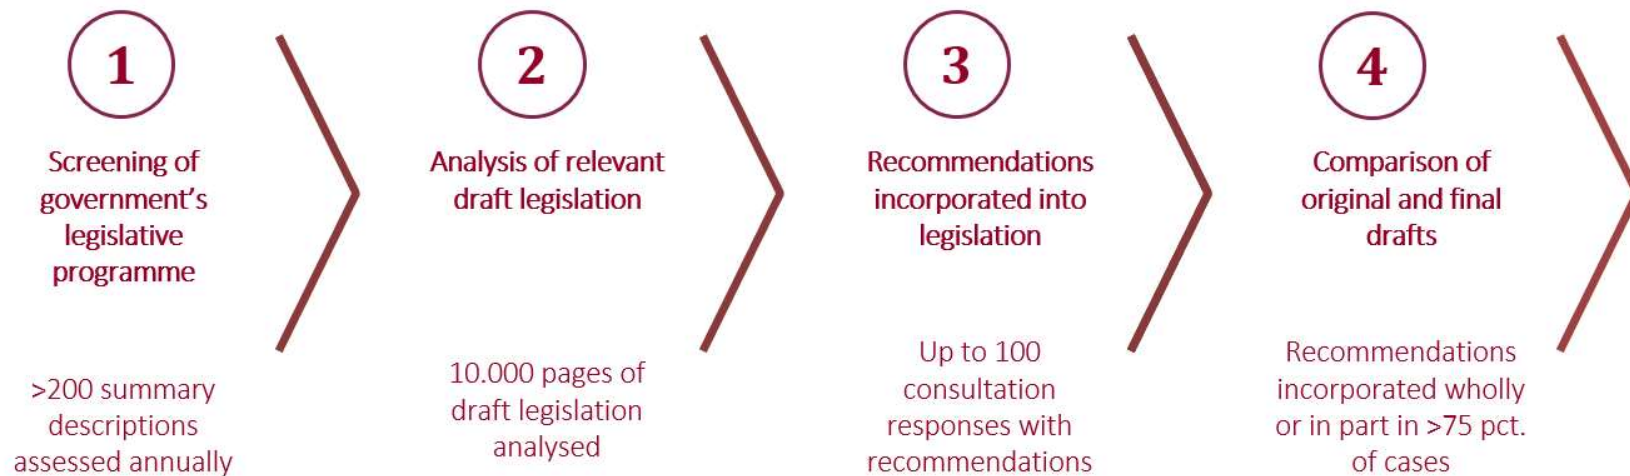 1
Screening of
government's
legislative
programme
>200 summary
descriptions
assessed annually
2
Analysis of relevant
draft legislation
10.000 pages of
draft legislation
analysed
3
Recommendations
incorporated into
legislation
Up to 100
consultation
responses with
recommendations
4
Comparison of
original and final
drafts
Recommendations
incorporated wholly
or in part in >75 pct.
of cases